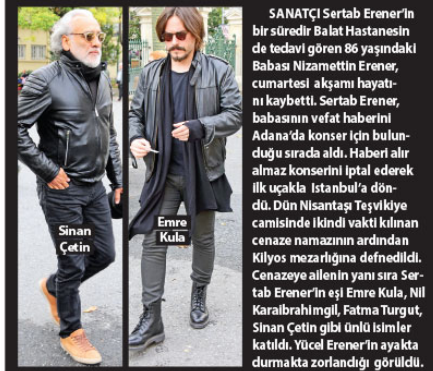 SANATÇI Sertab Erener'in
bir süredir Balat Hastanesin
de tedavi gören 86 yaşındaki
Babası Nizamettin Erener,
cumartesi akşamı hayatı-
nı kaybetti. Sertab Erener,
babasının vefat haberini
Adana'da konser için bulun-
duğu sırada aldı. Haberi alır
almaz konserini iptal ederek
ilk uçakla Istanbul'a dön-
dü. Dün Nisantaşı Teşvikiye
camisinde ikindi vakti kılınan
cenaze namazının ardından
Kilyos mezarlığına defnedildi.
Cenazeye ailenin yanı sıra Ser-
tab Erener'in eşi Emre Kula, Nil
Karaibrahimgil, Fatma Turgut,
Sinan Çetin gibi ünlü isimler
katıldı. Yücel Erener'in ayakta
durmakta zorlandığı görüldü.
Sinan
Çetin
Emre
Kula